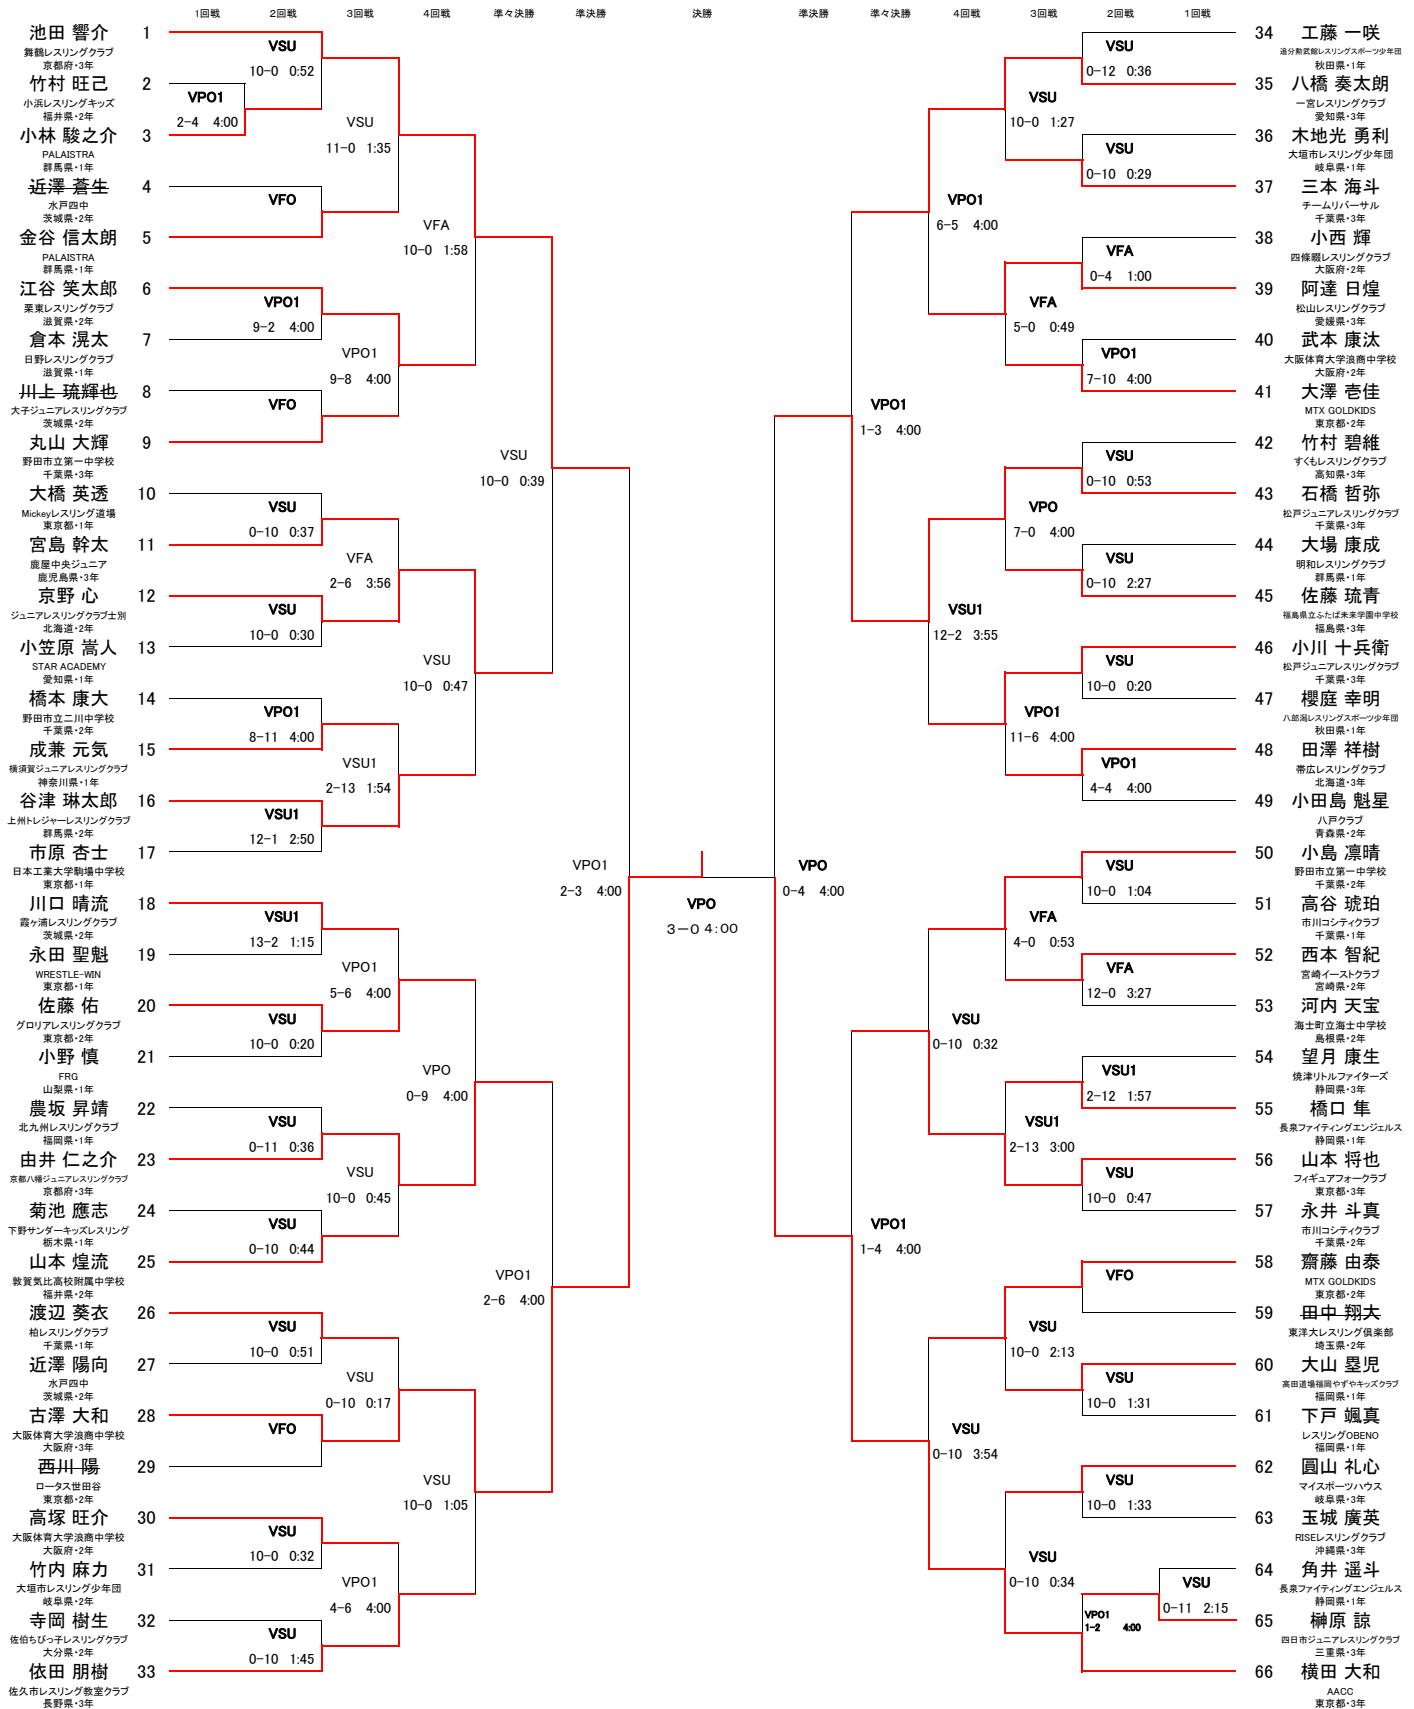 1回戦 2回戦 3回戦 4回戦 準々決勝 準決勝 決勝 準決勝 準々決勝 4回戦 3回戦 2回戦 1回戦
池田 響介 1
舞鶴レスリングクラブ
京都府・3年
竹村 旺己 2
小浜レスリングキッズ
福井県・2年
小林 駿之介 3
PALAISTRA
群馬県・1年
近澤 蒼生 4
水戸四中
茨城県・2年
金谷 信太朗 5
PALAISTRA
群馬県・1年
江谷 笑太郎 6
栗東レスリングクラブ
滋賀県・2年
倉本 滉太 7
日野レスリングクラブ
滋賀県・1年
川上 琉輝也 8
大子ジュニアレスリングクラブ
茨城県・2年
丸山 大輝 9
野田市立第一中学校
千葉県・3年
大橋 英透 10
Mickeyレスリング道場
東京都・1年
宮島 幹太 11
鹿屋中央ジュニア
鹿児島県・3年
京野 心 12
ジュニアレスリングクラブ士別
北海道・2年
小笠原 嵩人 13
STAR ACADEMY
愛知県・1年
橋本 康大 14
野田市立二川中学校
千葉県・2年
成兼 元気 15
横須賀ジュニアレスリングクラブ
神奈川県・1年
谷津 琳太郎 16
上州トレジャーレスリングクラブ
群馬県・2年
市原 杏士 17
日本工業大学駒場中学校
東京都・1年
川口 晴流 18
霞ヶ浦レスリングクラブ
茨城県・2年
永田 聖魁 19
WRESTLE-WIN
東京都・1年
佐藤 佑 20
グロリアレスリングクラブ
東京都・2年
小野 慎 21
FRG
山梨県・1年
農坂 昇靖 22
北九州レスリングクラブ
福岡県・1年
由井 仁之介 23
京都八幡ジュニアレスリングクラブ
京都府・3年
菊池 應志 24
下野サンダーキッズレスリング
栃木県・1年
山本 煌流 25
敦賀気比高校附属中学校
福井県・2年
渡辺 葵衣 26
柏レスリングクラブ
千葉県・1年
近澤 陽向 27
水戸四中
茨城県・2年
古澤 大和 28
大阪体育大学浪商中学校
大阪府・3年
西川 陽 29
ロータス世田谷
東京都・2年
高塚 旺介 30
大阪体育大学浪商中学校
大阪府・2年
竹内 麻力 31
大垣市レスリング少年団
岐阜県・2年
寺岡 樹生 32
佐伯ちびっ子レスリングクラブ
大分県・2年
依田 朋樹 33
佐久市レスリング教室クラブ
長野県・3年
VPO1
2-4 4:00
VSU
10-0 0:52
VFO
VPO1
9-2 4:00
VFO
VSU
0-10 0:37
VSU
10-0 0:30
VPO1
8-11 4:00
VSU1
12-1 2:50
VSU1
13-2 1:15
VSU
10-0 0:20
VSU
0-11 0:36
VSU
0-10 0:44
VSU
10-0 0:51
VFO
VSU
10-0 0:32
VSU
0-10 1:45
VSU
11-0 1:35
VPO1
9-8 4:00
VFA
2-6 3:56
VSU1
2-13 1:54
VPO1
5-6 4:00
VSU
10-0 0:45
VSU
0-10 0:17
VPO1
4-6 4:00
VFA
10-0 1:58
VSU
10-0 0:47
VPO
0-9 4:00
VSU
10-0 1:05
VSU
10-0 0:39
VPO1
2-6 4:00
VPO1
2-3 4:00
VPO
3-0 4:00
VPO
0-4 4:00
VPO1
1-3 4:00
VPO1
1-4 4:00
VPO1
6-5 4:00
VSU1
12-2 3:55
VSU
0-10 0:32
VSU
0-10 3:54
VSU
10-0 1:27
VFA
5-0 0:49
VPO
7-0 4:00
VPO1
11-6 4:00
VFA
4-0 0:53
VSU1
2-13 3:00
VSU
10-0 2:13
VSU
0-10 0:34
VSU
0-12 0:36
VSU
0-10 0:29
VFA
0-4 1:00
VPO1
7-10 4:00
VSU
0-10 0:53
VSU
0-10 2:27
VSU
10-0 0:20
VPO1
4-4 4:00
VSU
10-0 1:04
VFA
12-0 3:27
VSU1
2-12 1:57
VSU
10-0 0:47
VFO
VSU
10-0 1:31
VSU
10-0 1:33
VPO1
1-2 4:00
VSU
0-11 2:15
34 工藤 一咲
追分勲武館レスリングスポーツ少年団
秋田県・1年
35 八橋 奏太朗
一宮レスリングクラブ
愛知県・3年
36 木地光 勇利
大垣市レスリング少年団
岐阜県・1年
37 三本 海斗
チームリバーサル
千葉県・3年
38 小西 輝
四條畷レスリングクラブ
大阪府・2年
39 阿達 日煌
松山レスリングクラブ
愛媛県・3年
40 武本 康汰
大阪体育大学浪商中学校
大阪府・2年
41 大澤 壱佳
MTX GOLDKIDS
東京都・2年
42 竹村 碧維
すくもレスリングクラブ
高知県・3年
43 石橋 哲弥
松戸ジュニアレスリングクラブ
千葉県・3年
44 大場 康成
明和レスリングクラブ
群馬県・1年
45 佐藤 琉青
福島県立ふたば未来学園中学校
福島県・3年
46 小川 十兵衛
松戸ジュニアレスリングクラブ
千葉県・3年
47 櫻庭 幸明
八郎潟レスリングスポーツ少年団
秋田県・1年
48 田澤 祥樹
帯広レスリングクラブ
北海道・3年
49 小田島 魁星
八戸クラブ
青森県・2年
50 小島 凛晴
野田市立第一中学校
千葉県・2年
51 高谷 琥珀
市川コシティクラブ
千葉県・1年
52 西本 智紀
宮崎イーストクラブ
宮崎県・2年
53 河内 天宝
海士町立海士中学校
島根県・2年
54 望月 康生
焼津リトルファイターズ
静岡県・3年
55 橋口 隼
長泉ファイティングエンジェルス
静岡県・1年
56 山本 将也
フィギュアフォークラブ
東京都・3年
57 永井 斗真
市川コシティクラブ
千葉県・2年
58 齋藤 由泰
MTX GOLDKIDS
東京都・2年
59 田中 翔大
東洋大レスリング倶楽部
埼玉県・2年
60 大山 塁児
高田道場福岡やずやキッズクラブ
福岡県・1年
61 下戸 颯真
レスリングOBENO
福岡県・1年
62 圓山 礼心
マイスポーツハウス
岐阜県・3年
63 玉城 廣英
RISEレスリングクラブ
沖縄県・3年
64 角井 遥斗
長泉ファイティングエンジェルス
静岡県・1年
65 榊原 諒
四日市ジュニアレスリングクラブ
三重県・3年
66 横田 大和
AACC
東京都・3年